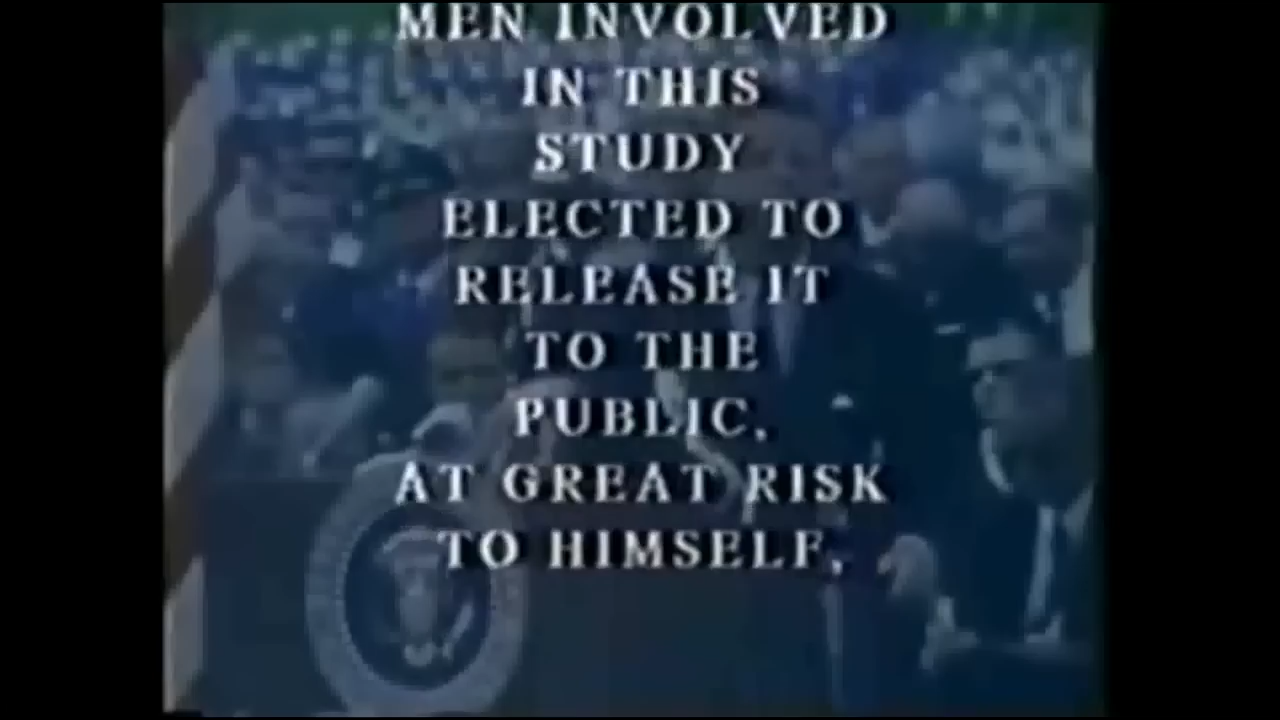 MEN INVOLVED
IN THIS
STUDY
ELECTED TO
RELEASE IT
TO THE
PUBLIC,
AT GREAT RISK
TO HIMSELF,